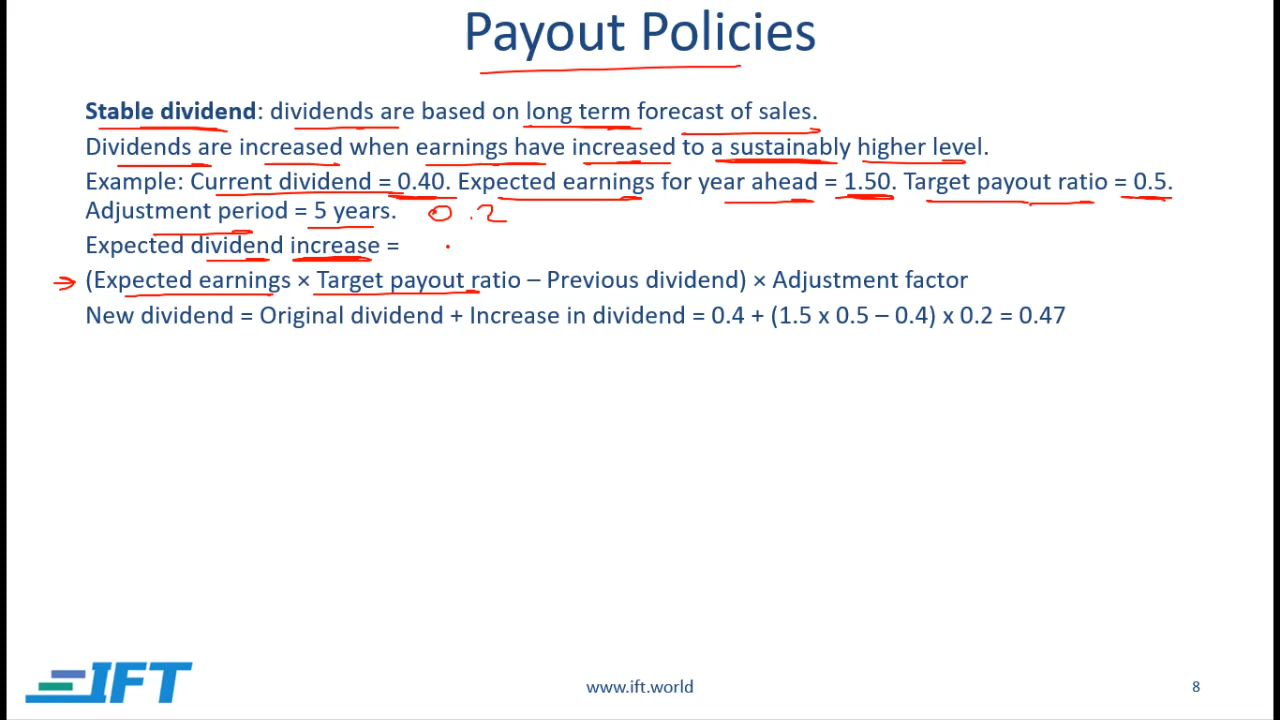 Payout Policies
Stable dividend: dividends are based on long term forecast of sales.
Dividends are increased when earnings have increased to a sustainably higher level.
Example: Current dividend = 0.40. Expected earnings for year ahead = 1.50. Target payout ratio = 0.5.
Adjustment period = 5 years. 0.2
Expected dividend increase =
(Expected earnings × Target payout ratio – Previous dividend) × Adjustment factor
New dividend = Original dividend + Increase in dividend = 0.4 + (1.5 x 0.5 – 0.4) x 0.2 = 0.47
IFT
www.ift.world
8